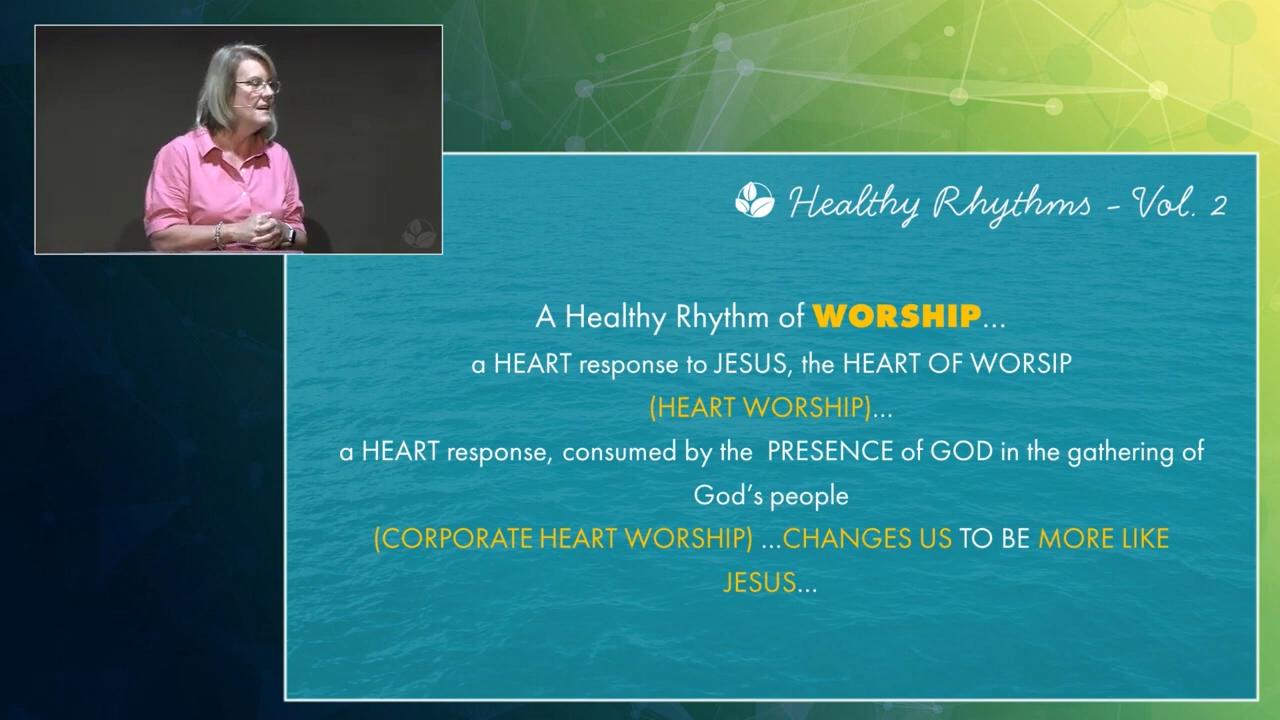 Healthy Rhythms - Vol. 2
A Healthy Rhythm of WORSHIP...
a HEART response to JESUS, the HEART OF WORSIP
(HEART WORSHIP)...
a HEART response, consumed by the PRESENCE of GOD in the gathering of
God's people
(CORPORATE HEART WORSHIP) ...CHANGES US TO BE MORE LIKE
JESUS...